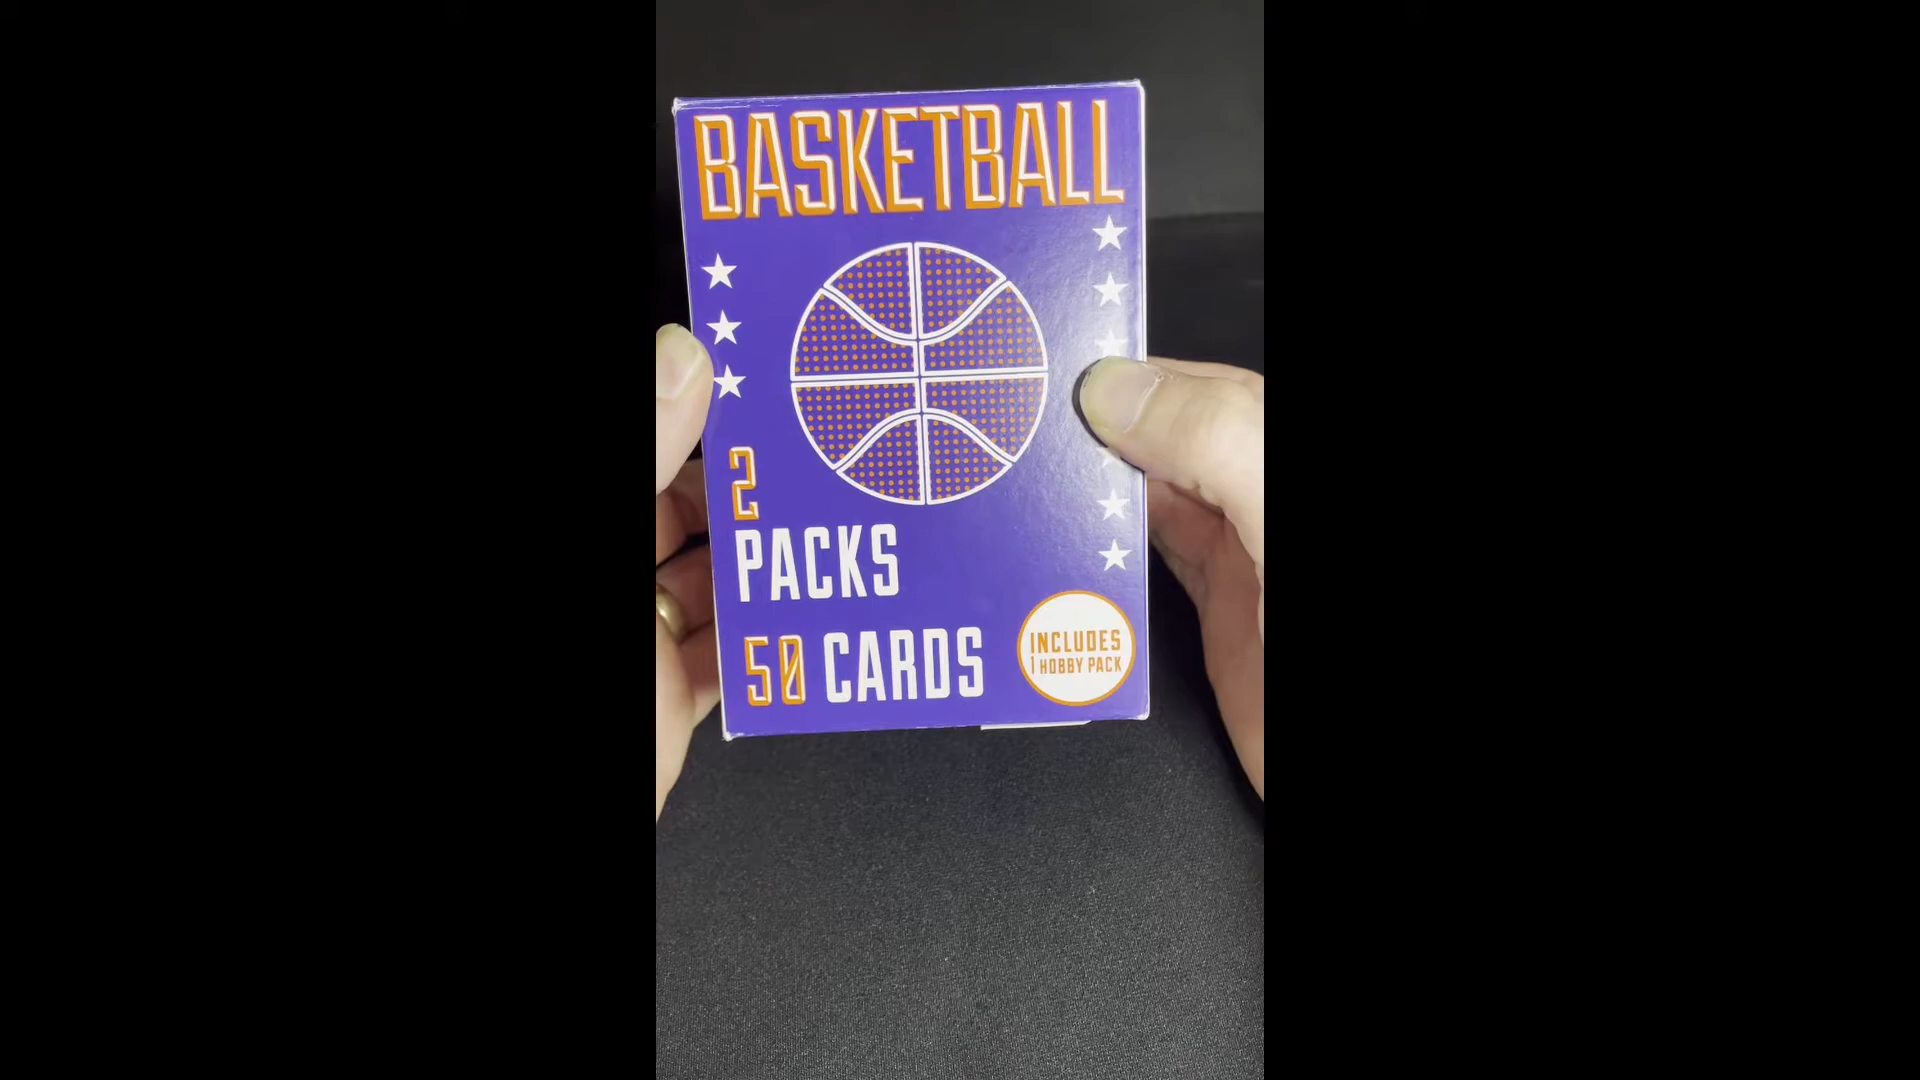 BASKETBALL
2
PACKS
50 CARDS
INCLUDES
1 HOBBY PACK